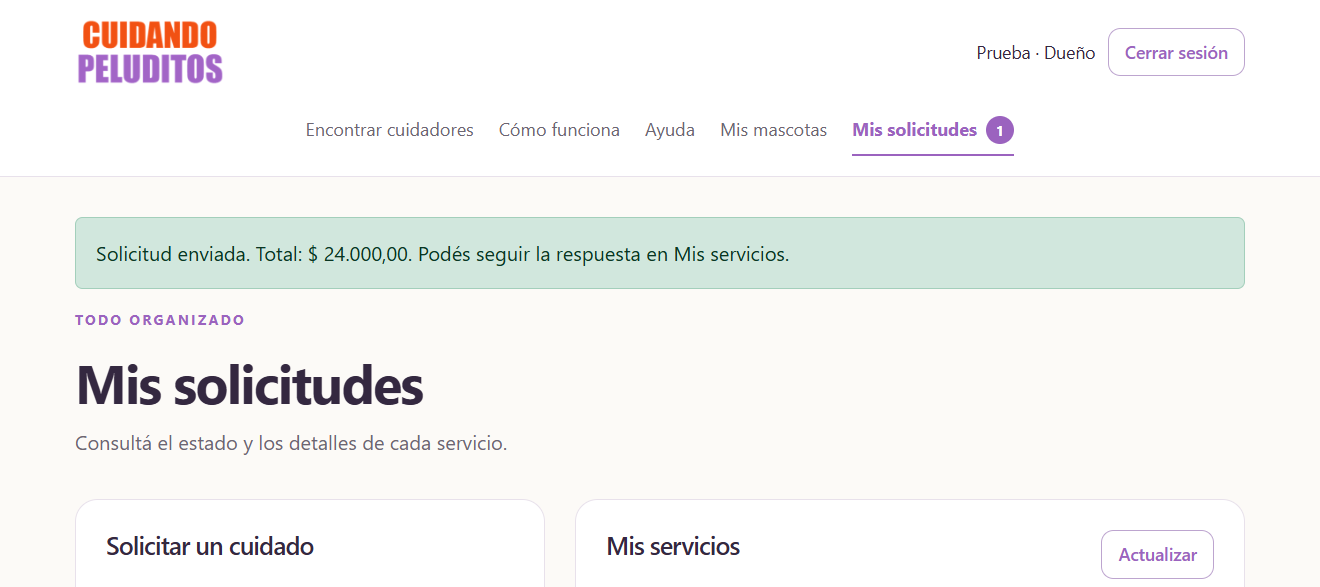 CUIDANDO
PELUDITOS
Prueba · Dueño
Cerrar sesión
Encontrar cuidadores
Cómo funciona
Ayuda
Mis mascotas
Mis solicitudes 1
Solicitud enviada. Total: $ 24.000,00. Podés seguir la respuesta en Mis servicios.
TODO ORGANIZADO
Mis solicitudes
Consultá el estado y los detalles de cada servicio.
Solicitar un cuidado
Mis servicios
Actualizar